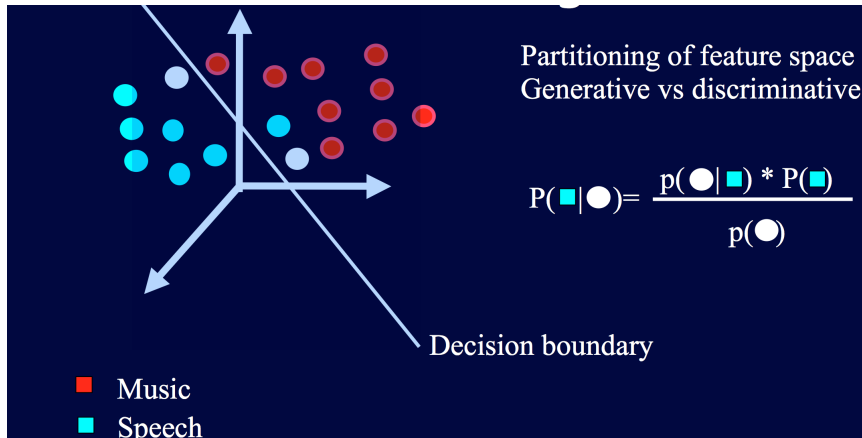 Partitioning of feature space
Generative vs discriminative
P(■|●)= p(●|■) * P(■)
p(●)
Decision boundary
Music
Speech